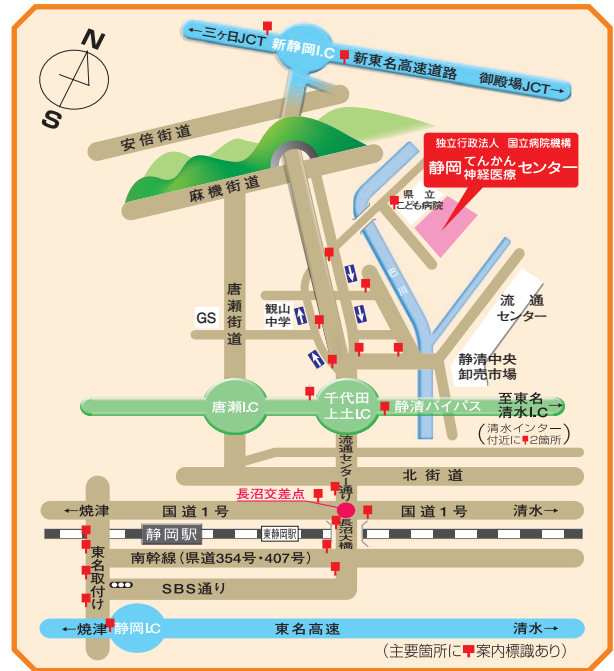 ←三ヶ日JCT
新静岡I.C
新東名高速道路
御殿場JCT→
N
S
安倍街道
麻機街道
独立行政法人 国立病院機構
静岡てんかん神経医療センター
県立
こども病院
巴川
唐瀬街道
GS
観山
中学
流通
センター
静清中央
卸売市場
唐瀬I.C
千代田
上土I.C
静清バイパス
至東名
清水I.C→
(清水インター
付近に2箇所)
流通センター通り
北街道
長沼交差点
←焼津
国道1号
国道1号
清水→
静岡駅
東静岡駅
長沼大橋
東名取付け
南幹線(県道354号・407号)
SBS通り
←焼津
静岡I.C
東名高速
清水→
(主要箇所に案内標識あり)